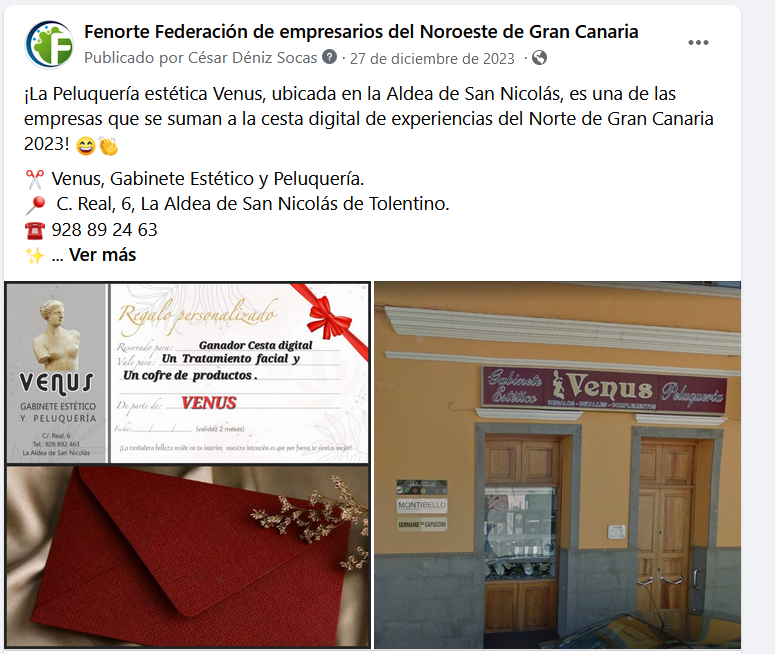 Fenorte Federación de empresarios del Noroeste de Gran Canaria
Publicado por César Déniz Socas · 27 de diciembre de 2023 ·
¡La Peluquería estética Venus, ubicada en la Aldea de San Nicolás, es una de las
empresas que se suman a la cesta digital de experiencias del Norte de Gran Canaria
2023! 😄👏
✂️ Venus, Gabinete Estético y Peluquería.
📍 C. Real, 6, La Aldea de San Nicolás de Tolentino.
☎️ 928 89 24 63
✨ ... Ver más
VENUS
GABINETE ESTÉTICO
Y PELUQUERÍA
C/. Real, 6
Tel.: 928 892 463
La Aldea de San Nicolás
Regalo personalizado
Reservado para: Ganador Cesta digital
Vale para: Un Tratamiento facial y
Un cofre de productos.
De parte de: VENUS
Fecha: / / (validez 2 meses)
¡La verdadera belleza reside en tu interior, nuestra intención es que por fuera te sientas mejor!
Gabinete Estético Venus Peluquería
REGALOS - DETALLES - COMPLEMENTOS
MONTIBELLO
GERMAINE DE CAPUCCINI